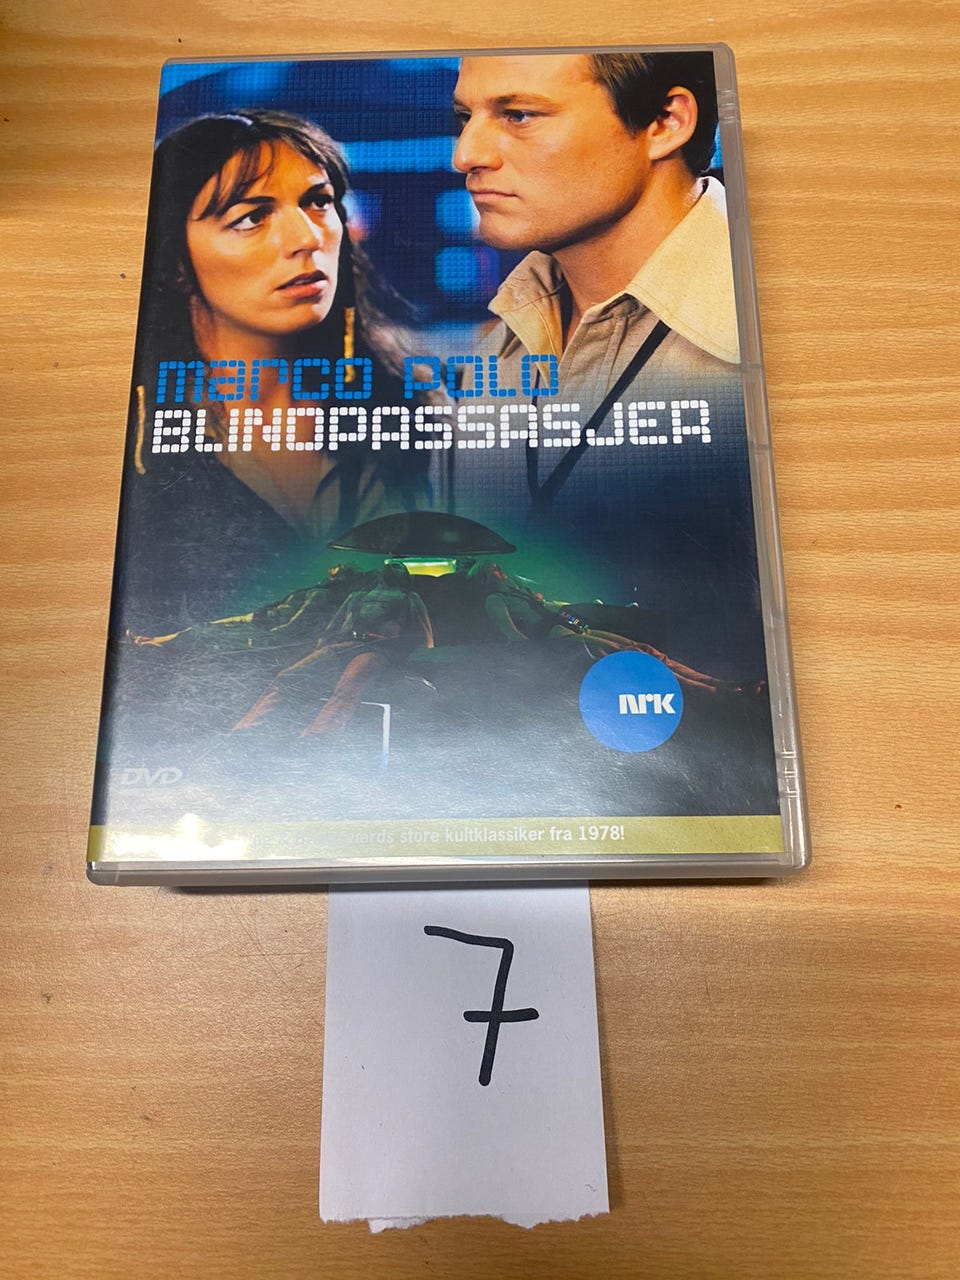 marco polo
BLINDPASSASJER
nrk
DVD
store kultklassiker fra 1978!
7